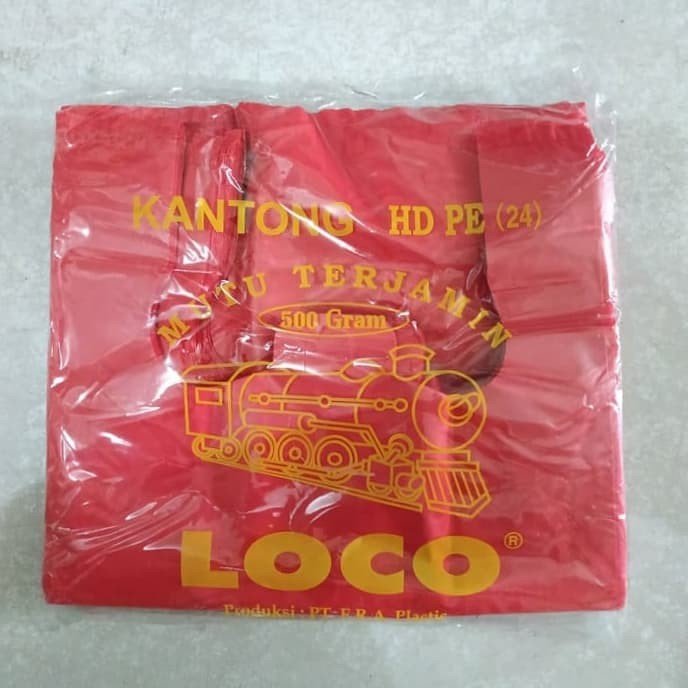 KANTONG HD PE (24)
MUTU TERJAMIN
500 Gram
LOCO®
Produksi : PT. F.R.A. Plastic